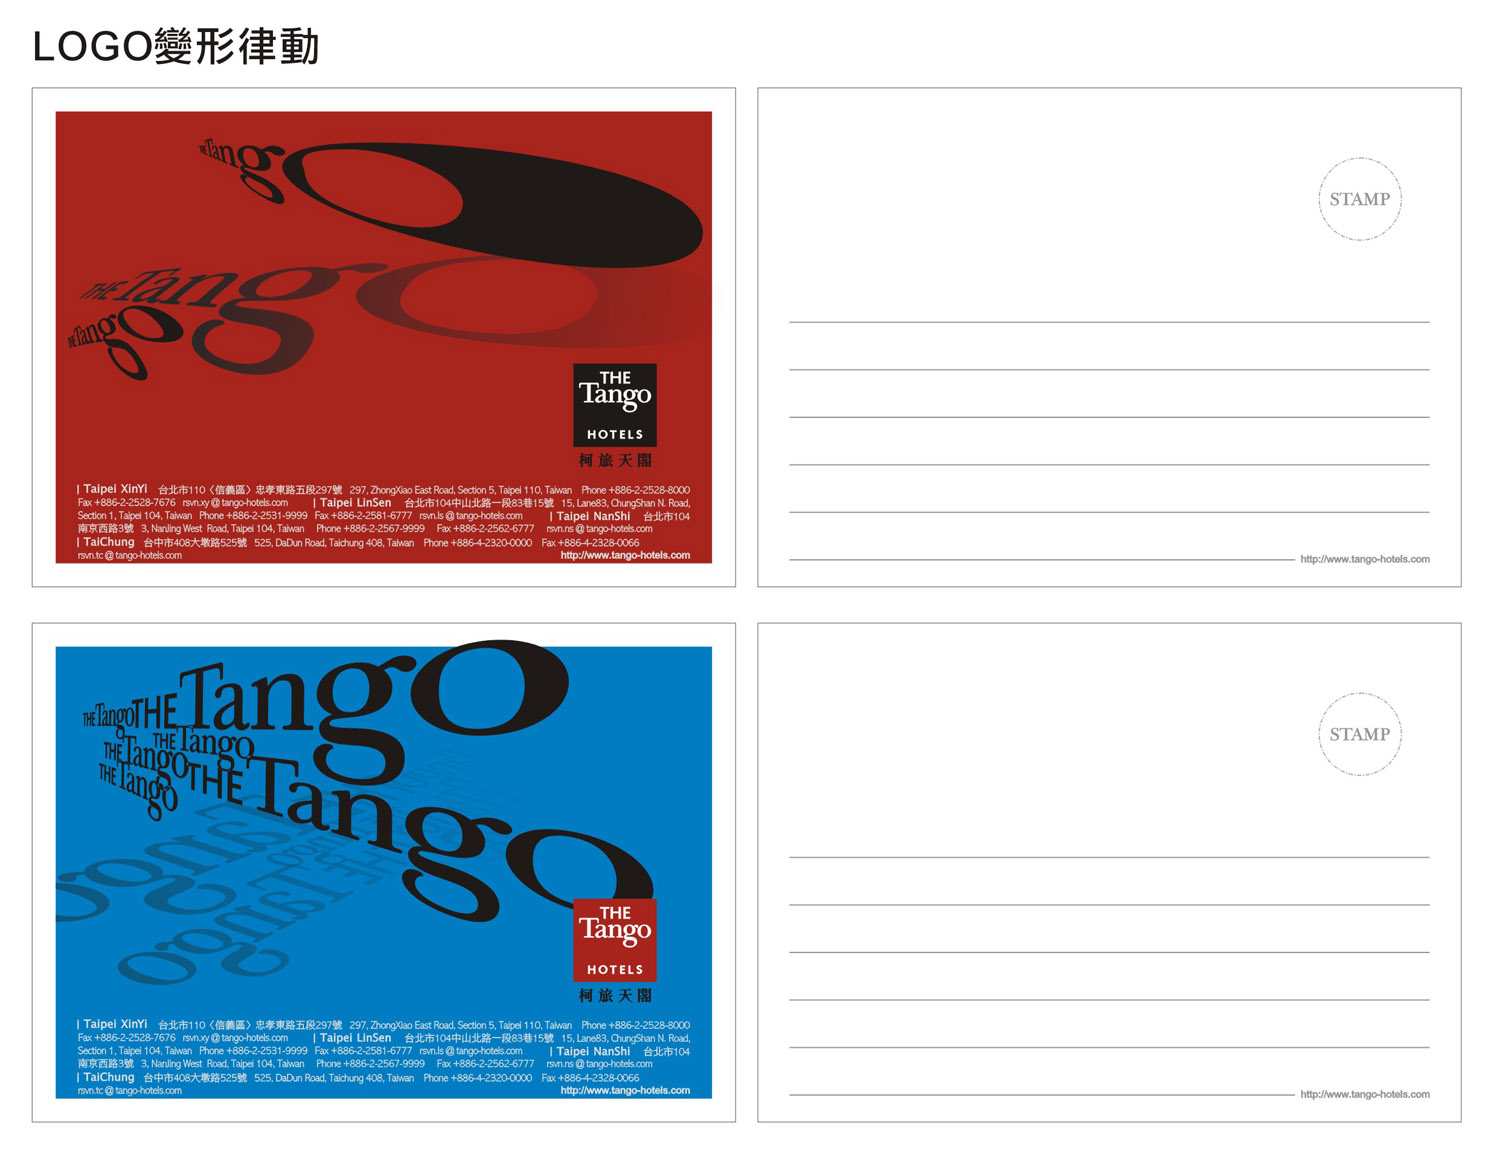 LOGO變形律動
THE Tango
THE Tango
THE Tango
THE
Tango
HOTELS
柯旅天閣
| Taipei XinYi 台北市110〈信義區〉忠孝東路五段297號 297, ZhongXiao East Road, Section 5, Taipei 110, Taiwan Phone +886-2-2528-8000
Fax +886-2-2528-7676 rsvn.xy @ tango-hotels.com | Taipei LinSen 台北市104中山北路一段83巷15號 15, Lane83, ChungShan N. Road,
Section 1, Taipei 104, Taiwan Phone +886-2-2531-9999 Fax +886-2-2581-6777 rsvn.ls @ tango-hotels.com | Taipei NanShi 台北市104
南京西路3號 3, NanJing West Road, Taipei 104, Taiwan Phone +886-2-2567-9999 Fax +886-2-2562-6777 rsvn.ns @ tango-hotels.com
| TaiChung 台中市408大墩路525號 525, DaDun Road, Taichung 408, Taiwan Phone +886-4-2320-0000 Fax +886-4-2328-0066
rsvn.tc @ tango-hotels.com http://www.tango-hotels.com
STAMP
http://www.tango-hotels.com
THE Tango
THE Tango
THE Tango
THE Tango
THE Tango
THE Tango
THE
Tango
HOTELS
柯旅天閣
| Taipei XinYi 台北市110〈信義區〉忠孝東路五段297號 297, ZhongXiao East Road, Section 5, Taipei 110, Taiwan Phone +886-2-2528-8000
Fax +886-2-2528-7676 rsvn.xy @ tango-hotels.com | Taipei LinSen 台北市104中山北路一段83巷15號 15, Lane83, ChungShan N. Road,
Section 1, Taipei 104, Taiwan Phone +886-2-2531-9999 Fax +886-2-2581-6777 rsvn.ls @ tango-hotels.com | Taipei NanShi 台北市104
南京西路3號 3, NanJing West Road, Taipei 104, Taiwan Phone +886-2-2567-9999 Fax +886-2-2562-6777 rsvn.ns @ tango-hotels.com
| TaiChung 台中市408大墩路525號 525, DaDun Road, Taichung 408, Taiwan Phone +886-4-2320-0000 Fax +886-4-2328-0066
rsvn.tc @ tango-hotels.com http://www.tango-hotels.com
STAMP
http://www.tango-hotels.com